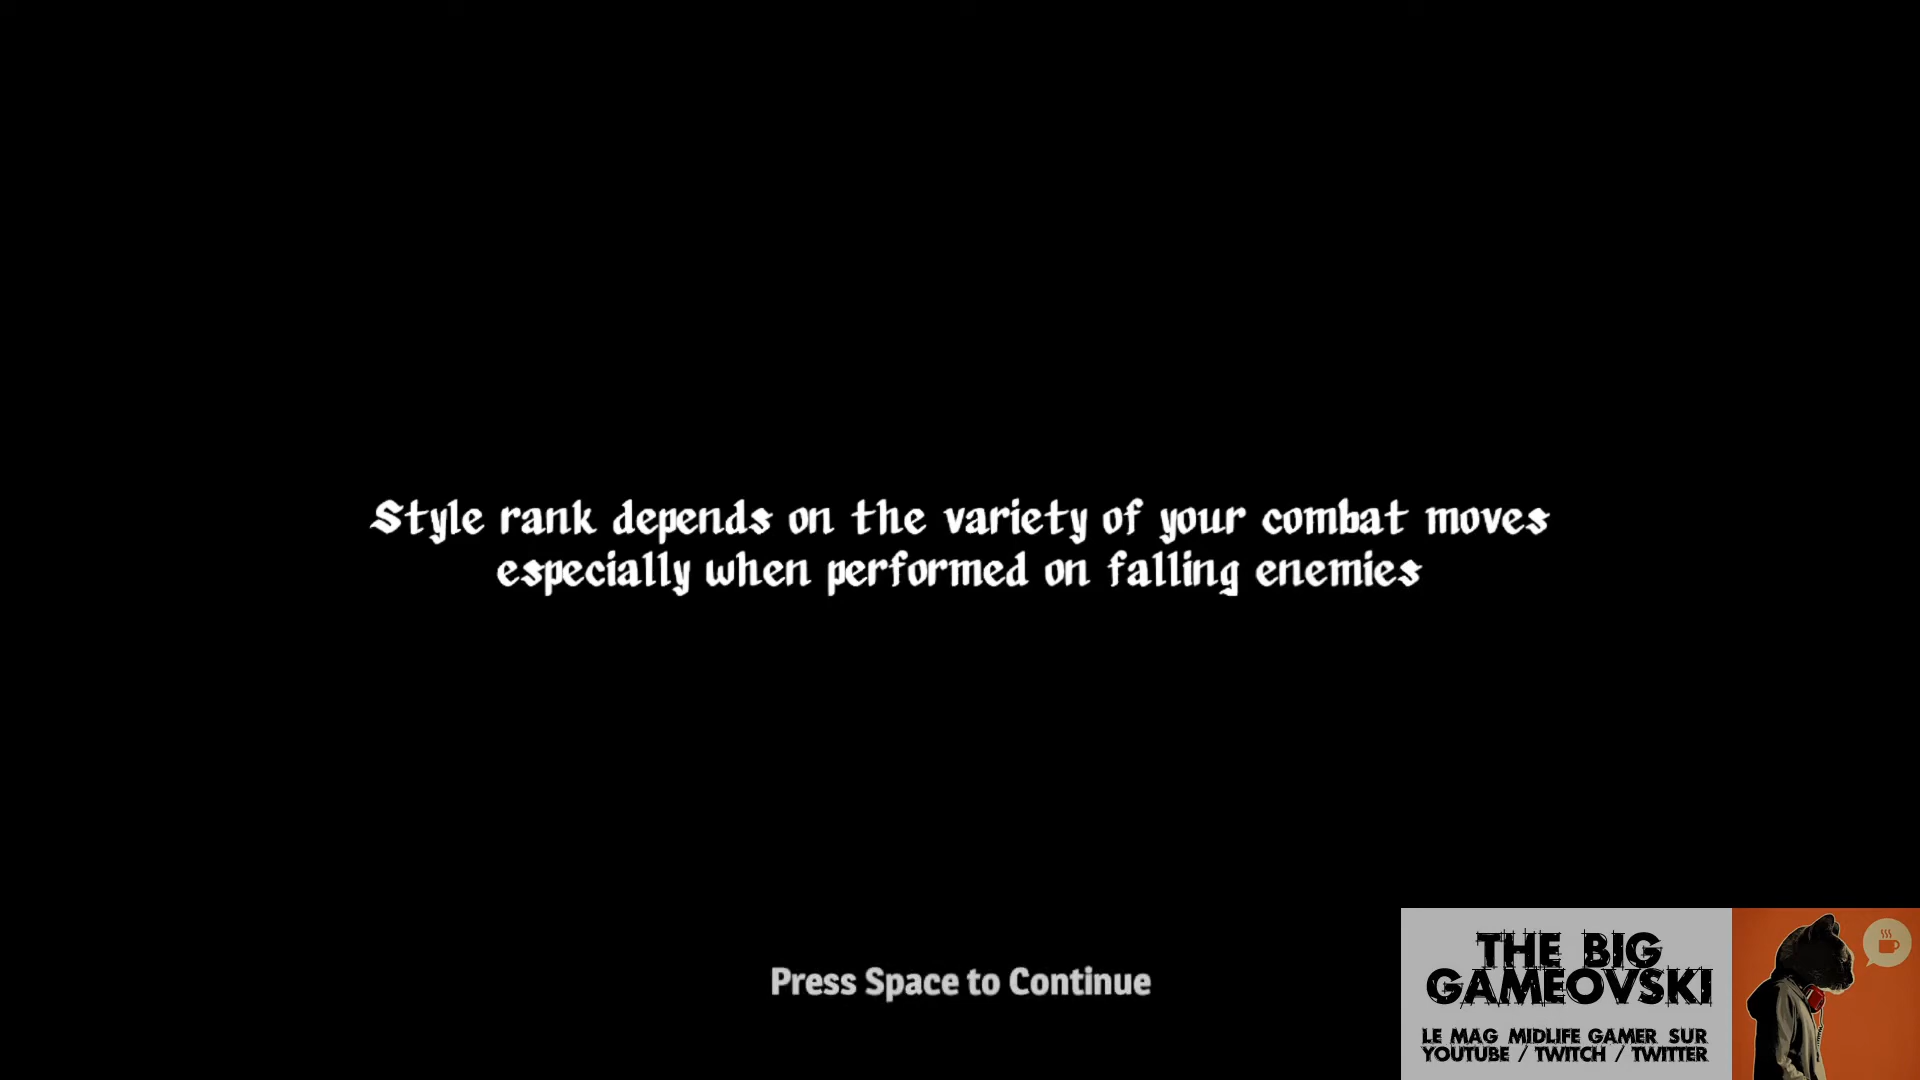 Style rank depends on the variety of your combat moves
especially when performed on falling enemies
Press Space to Continue
THE BIG
GAMEOVSKI
LE MAG MIDLIFE GAMER SUR
YOUTUBE / TWITCH / TWITTER